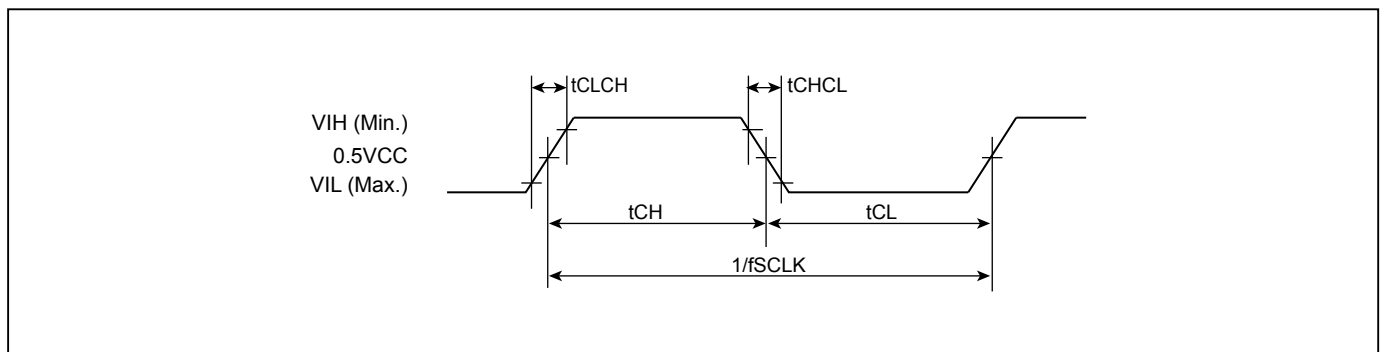 tCLCH
tCHCL
VIH (Min.)
0.5VCC
VIL (Max.)
tCH
tCL
1/fSCLK